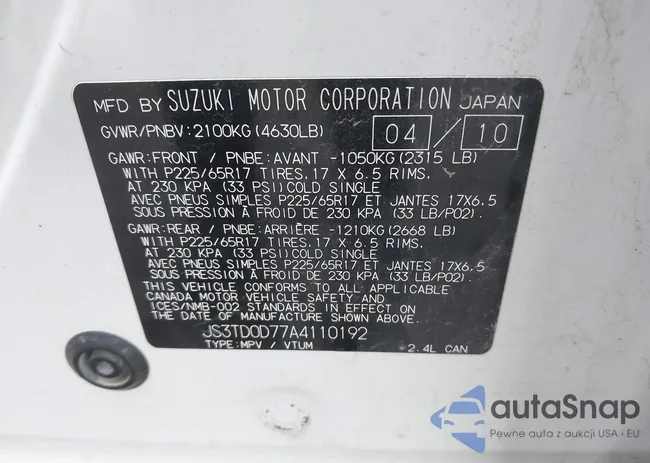 MFD BY SUZUKI MOTOR CORPORATION JAPAN
GVWR/PNBV:2100KG(4630LB) 04 / 10
GAWR:FRONT / PNBE:AVANT -1050KG(2315 LB)
WITH P225/65R17 TIRES.17 X 6.5 RIMS.
AT 230 KPA (33 PSI)COLD SINGLE
AVEC PNEUS SIMPLES P225/65R17 ET JANTES 17X6.5
SOUS PRESSION A FROID DE 230 KPA (33 LB/PO2).
GAWR:REAR / PNBE:ARRIÈRE -1210KG(2668 LB)
WITH P225/65R17 TIRES.17 X 6.5 RIMS.
AT 230 KPA (33 PSI)COLD SINGLE
AVEC PNEUS SIMPLES P225/65R17 ET JANTES 17X6.5
SOUS PRESSION A FROID DE 230 KPA (33 LB/PO2).
THIS VEHICLE CONFORMS TO ALL APPLICABLE
CANADA MOTOR VEHICLE SAFETY AND
ICES/NMB-002 STANDARDS IN EFFECT ON
THE DATE OF MANUFACTURE SHOWN ABOVE.
JS3TD0D77A4110192
TYPE:MPV / VTUM 2.4L CAN
autaSnap
Pewne auta z aukcji USA i EU